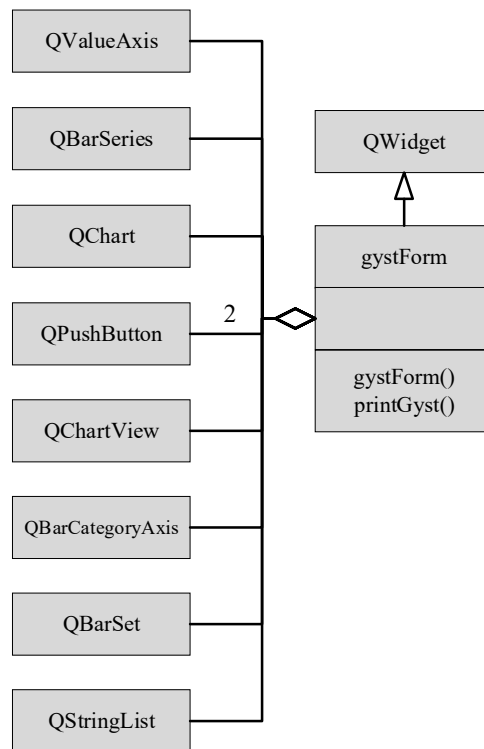 QValueAxis
QBarSeries
QChart
QPushButton
2
QChartView
QBarCategoryAxis
QBarSet
QStringList
QWidget
gystForm
gystForm()
printGyst()